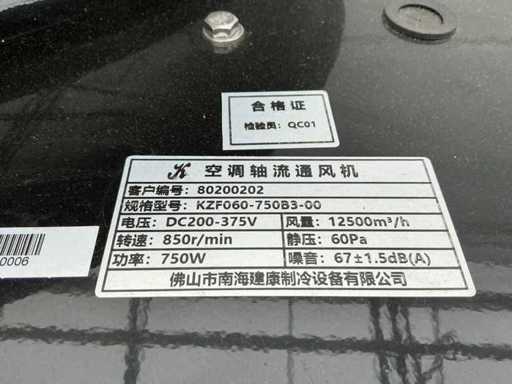 合格证
检验员：QC01
K 空调轴流通风机
客户编号：80200202
规格型号：KZF060-750B3-00
电压：DC200-375V 风量：12500m³/h
转速：850r/min 静压：60Pa
功率：750W 噪音：67±1.5dB(A)
佛山市南海建康制冷设备有限公司
0006